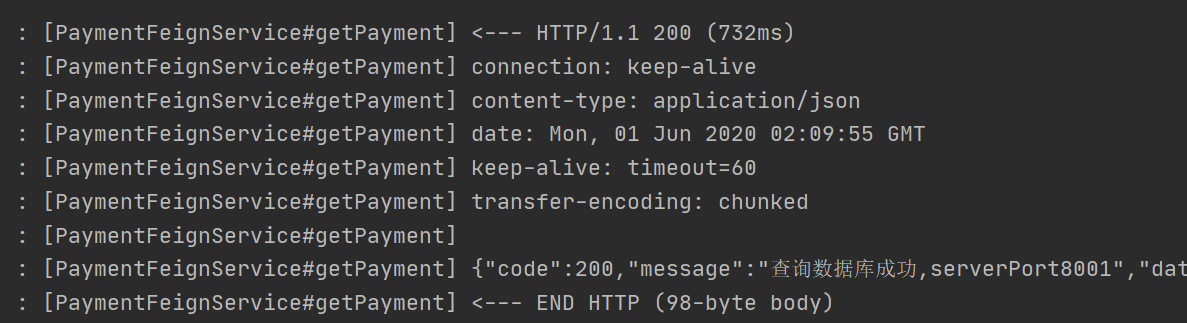 : [PaymentFeignService#getPayment] <--- HTTP/1.1 200 (732ms)
: [PaymentFeignService#getPayment] connection: keep-alive
: [PaymentFeignService#getPayment] content-type: application/json
: [PaymentFeignService#getPayment] date: Mon, 01 Jun 2020 02:09:55 GMT
: [PaymentFeignService#getPayment] keep-alive: timeout=60
: [PaymentFeignService#getPayment] transfer-encoding: chunked
: [PaymentFeignService#getPayment]
: [PaymentFeignService#getPayment] {"code":200,"message":"查询数据库成功,serverPort8001","dat
: [PaymentFeignService#getPayment] <--- END HTTP (98-byte body)